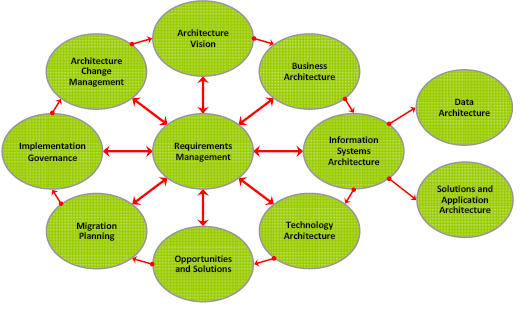 Architecture
Vision
Architecture
Change
Management
Business
Architecture
Data
Architecture
Implementation
Governance
Requirements
Management
Information
Systems
Architecture
Solutions and
Application
Architecture
Migration
Planning
Technology
Architecture
Opportunities
and Solutions